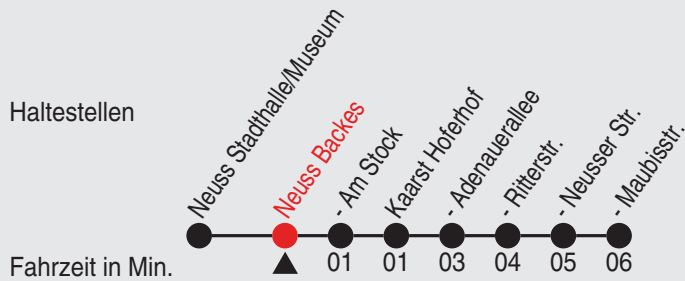 Haltestellen
Neuss Stadthalle/Museum
Neuss Backes
- Am Stock
Kaarst Hoferhof
- Adenauerallee
- Ritterstr.
- Neusser Str.
- Maubisstr.
Fahrzeit in Min. 01 01 03 04 05 06